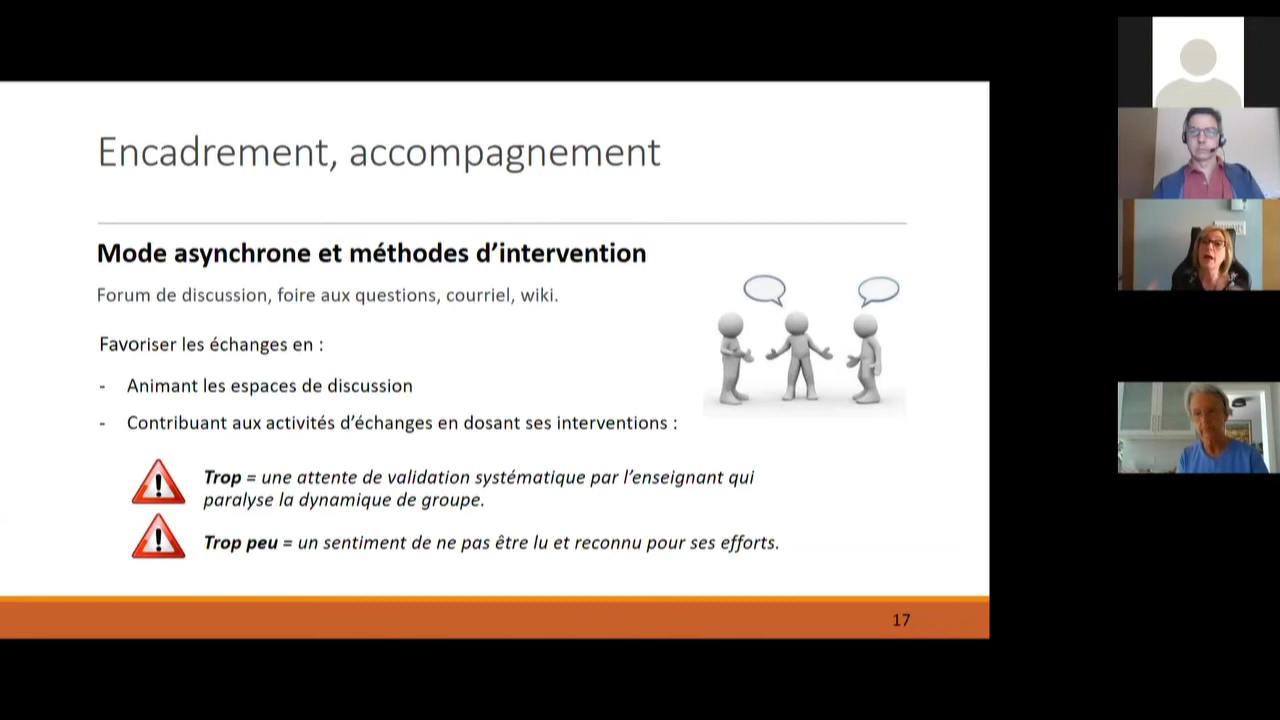 Encadrement, accompagnement
Mode asynchrone et méthodes d’intervention
Forum de discussion, foire aux questions, courriel, wiki.
Favoriser les échanges en :
- Animant les espaces de discussion
- Contribuant aux activités d’échanges en dosant ses interventions :
Trop = une attente de validation systématique par l’enseignant qui
paralyse la dynamique de groupe.
Trop peu = un sentiment de ne pas être lu et reconnu pour ses efforts.
17